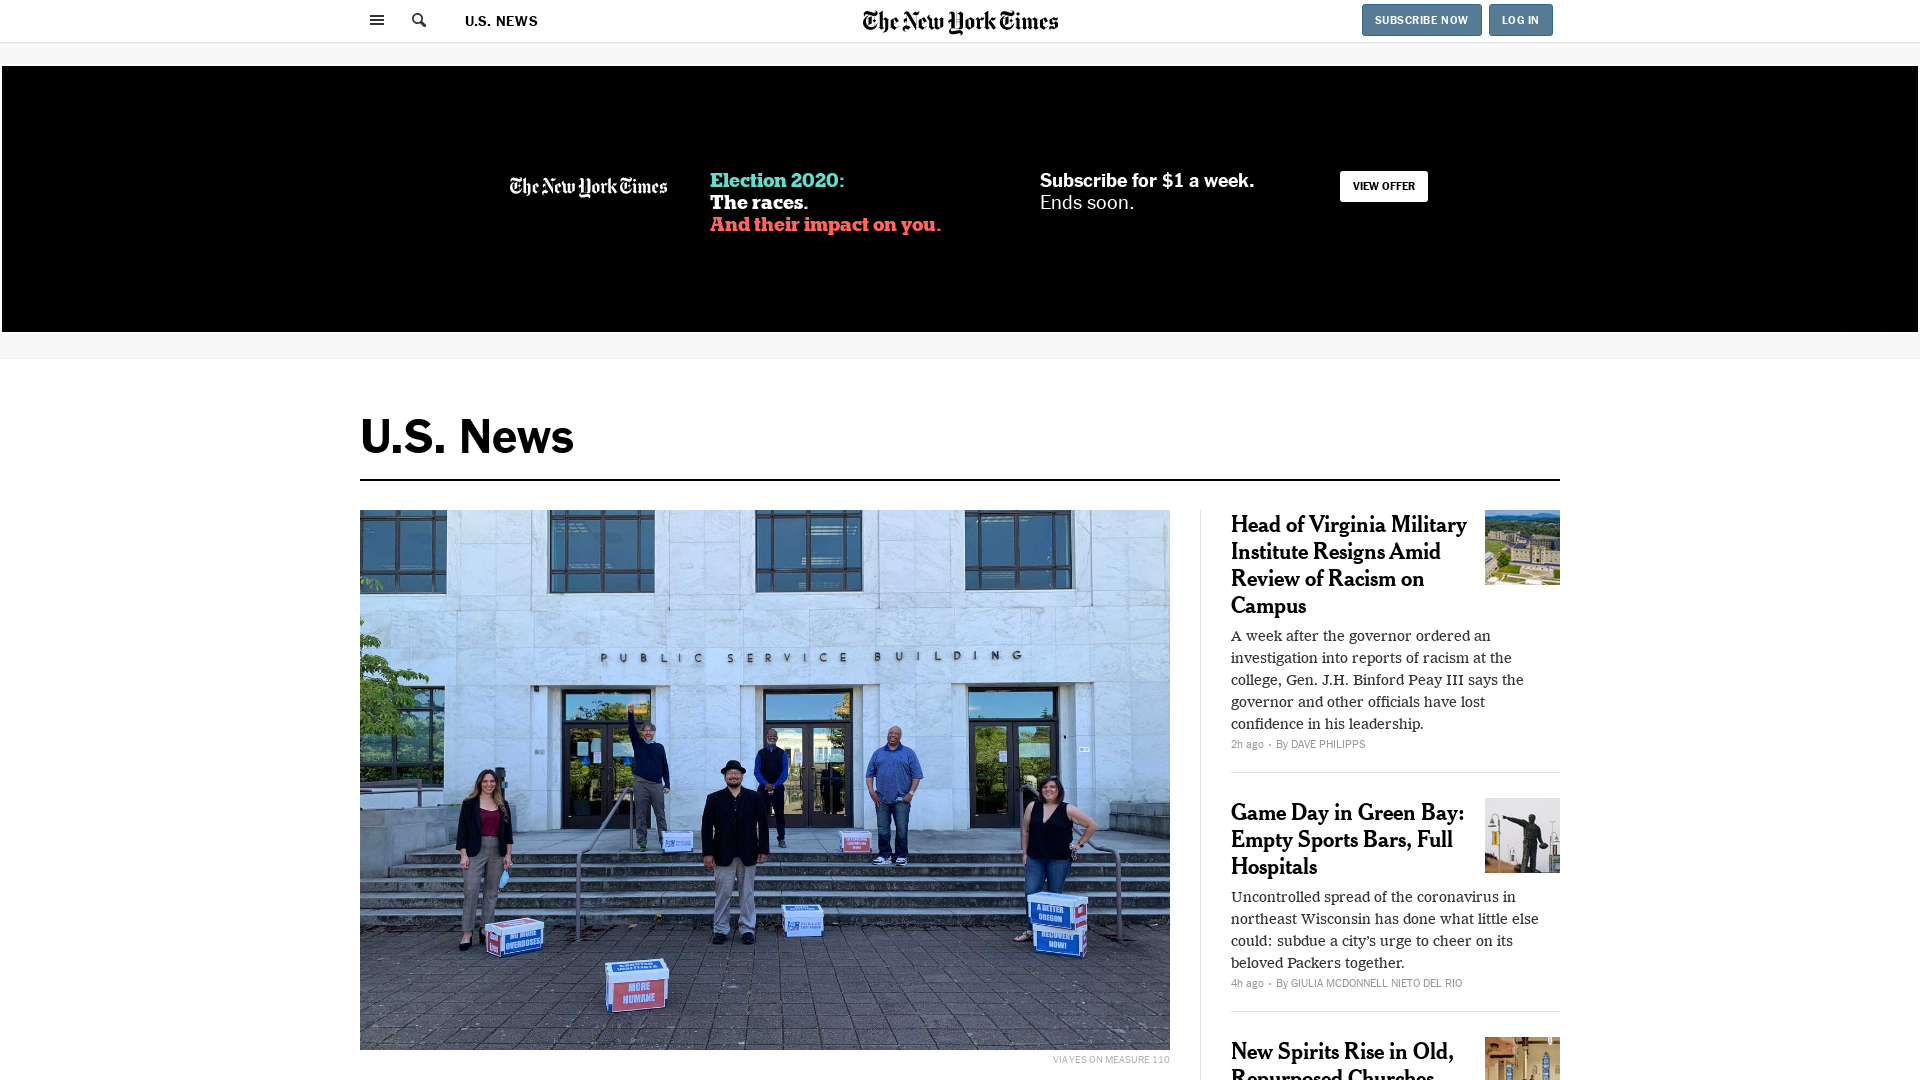 U.S. NEWS
The New York Times
SUBSCRIBE NOW
LOG IN
The New York Times
Election 2020:
The races.
And their impact on you.
Subscribe for $1 a week.
Ends soon.
VIEW OFFER
U.S. News
PUBLIC SERVICE BUILDING
NO MORE
OVERDOSES
MORE
HUMANE
A BETTER
OREGON
RECOVERY
NOW!
VIA YES ON MEASURE 110
Head of Virginia Military
Institute Resigns Amid
Review of Racism on
Campus
A week after the governor ordered an
investigation into reports of racism at the
college, Gen. J.H. Binford Peay III says the
governor and other officials have lost
confidence in his leadership.
2h ago • By DAVE PHILIPPS
Game Day in Green Bay:
Empty Sports Bars, Full
Hospitals
Uncontrolled spread of the coronavirus in
northeast Wisconsin has done what little else
could: subdue a city’s urge to cheer on its
beloved Packers together.
4h ago • By GIULIA MCDONNELL NIETO DEL RIO
New Spirits Rise in Old,
Repurposed Churches